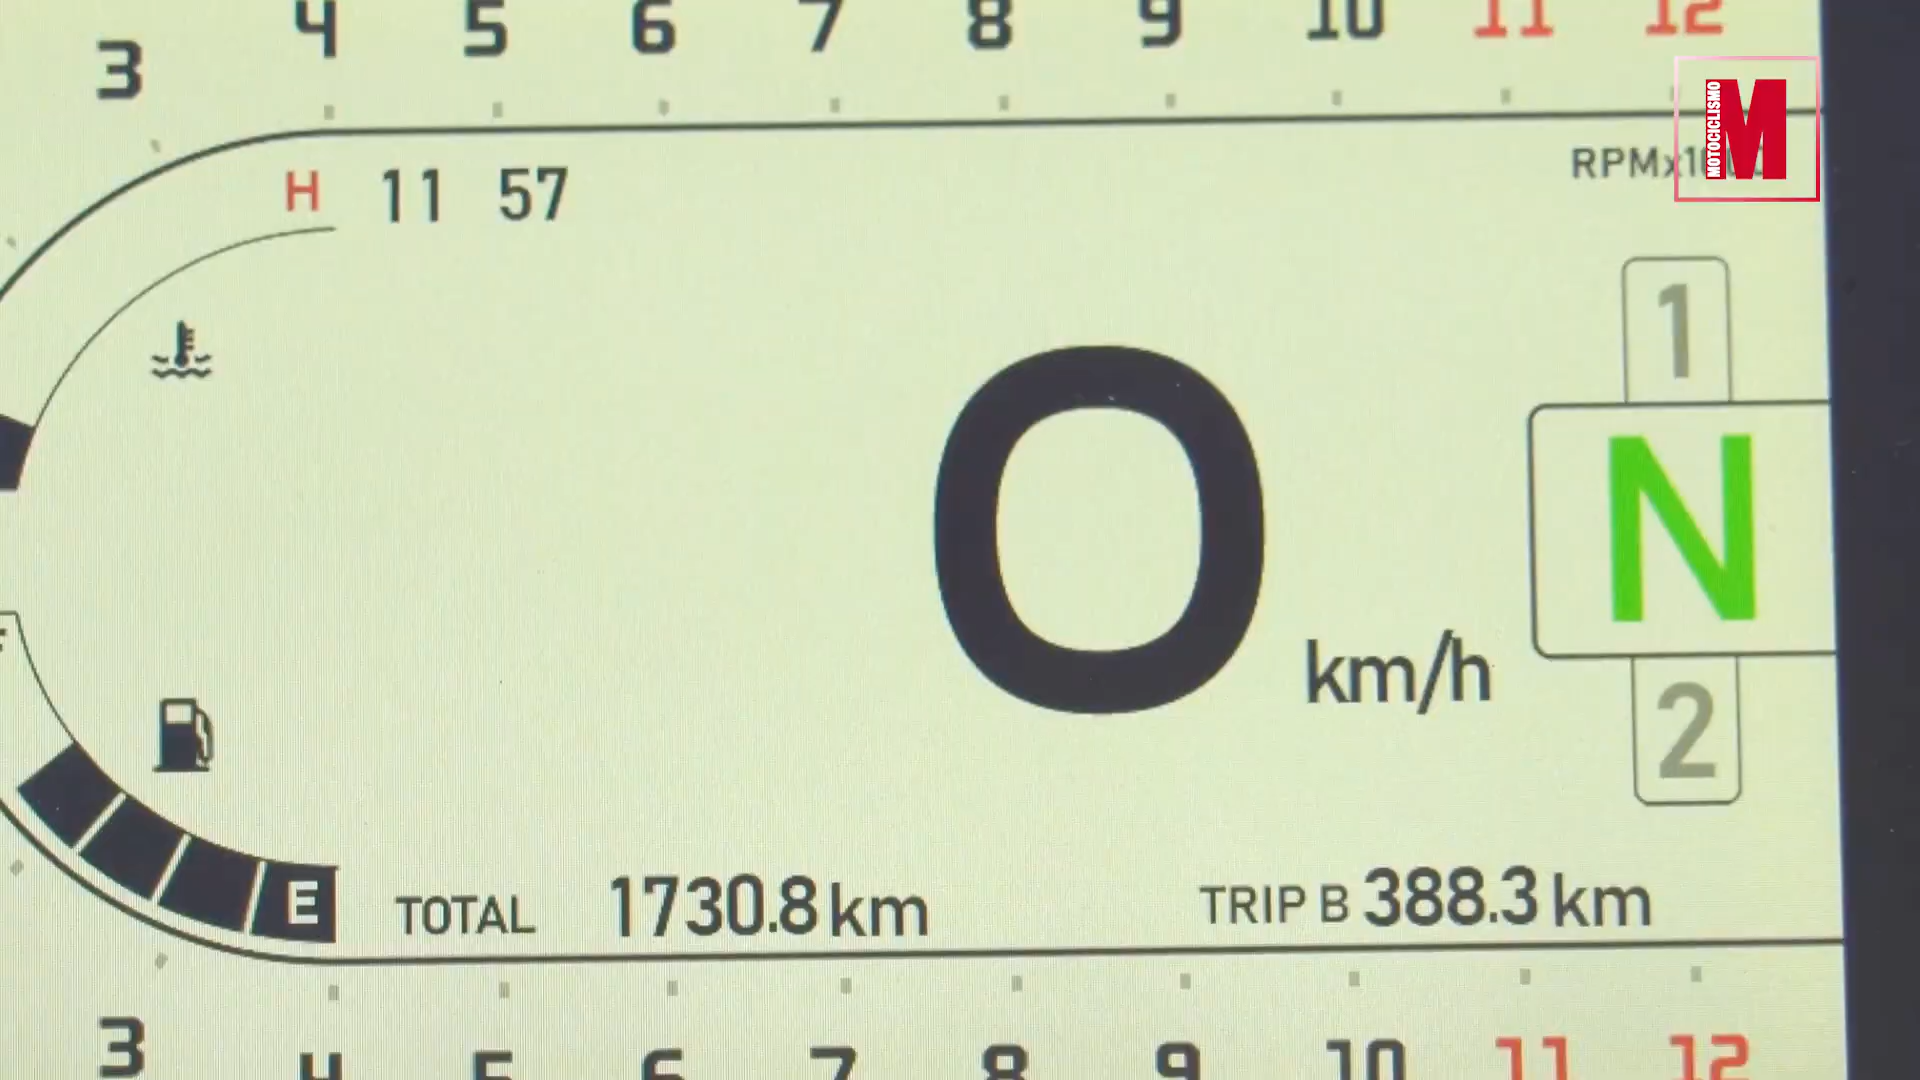 3 4 5 6 7 8 9 10 11 12
MOTOCICLISMO M
H 11 57
1
0 km/h
N
2
E TOTAL 1730.8 km TRIP B 388.3 km
3 4 5 6 7 8 9 10 11 12